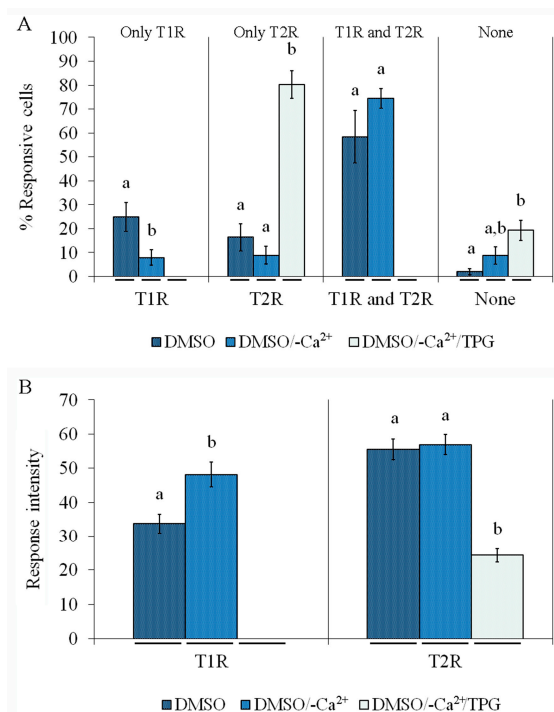 A
Only T1R Only T2R T1R and T2R None
% Responsive cells
100
90
80
70
60
50
40
30
20
10
0
a
b
a
a
b
a
a
a
a,b
b
T1R T2R T1R and T2R None
DMSO DMSO/-Ca²⁺ DMSO/-Ca²⁺/TPG
B
Response intensity
70
60
50
40
30
20
10
0
a
b
a
a
b
T1R T2R
DMSO DMSO/-Ca²⁺ DMSO/-Ca²⁺/TPG